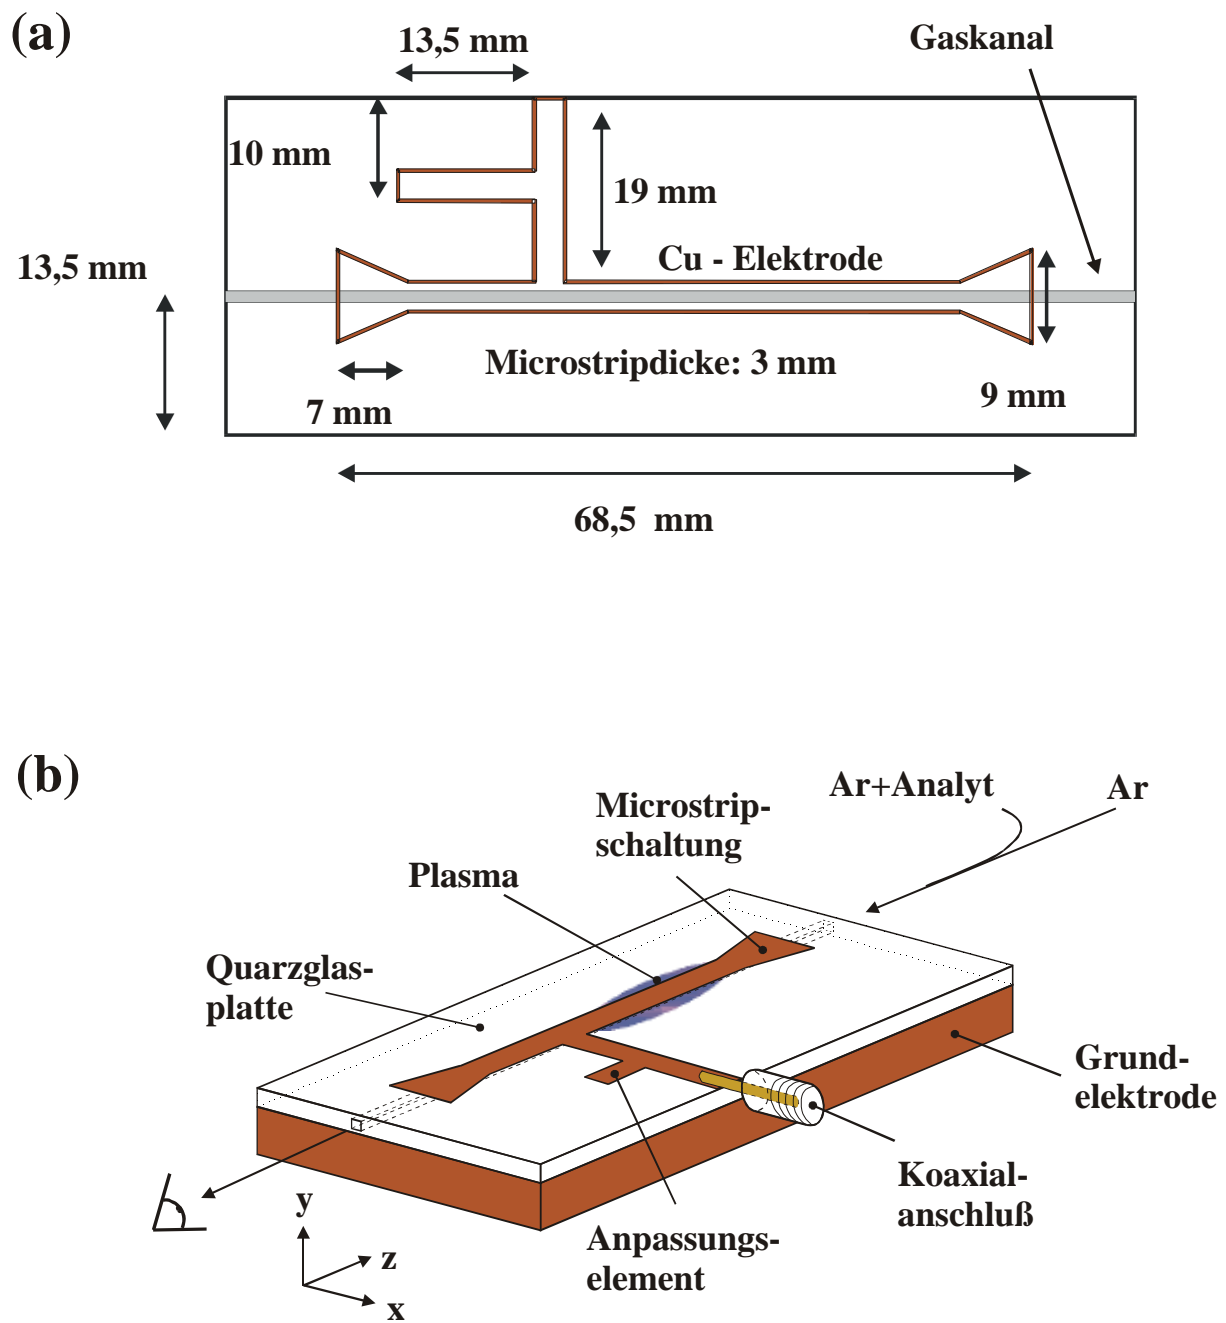 (a)
13,5 mm
Gaskanal
10 mm
19 mm
13,5 mm
Cu - Elektrode
Microstripdicke: 3 mm
7 mm
9 mm
68,5 mm
(b)
Ar+Analyt
Ar
Microstrip-
schaltung
Plasma
Quarzglas-
platte
Grund-
elektrode
Koaxial-
anschluß
Anpassungs-
element
y
z
x